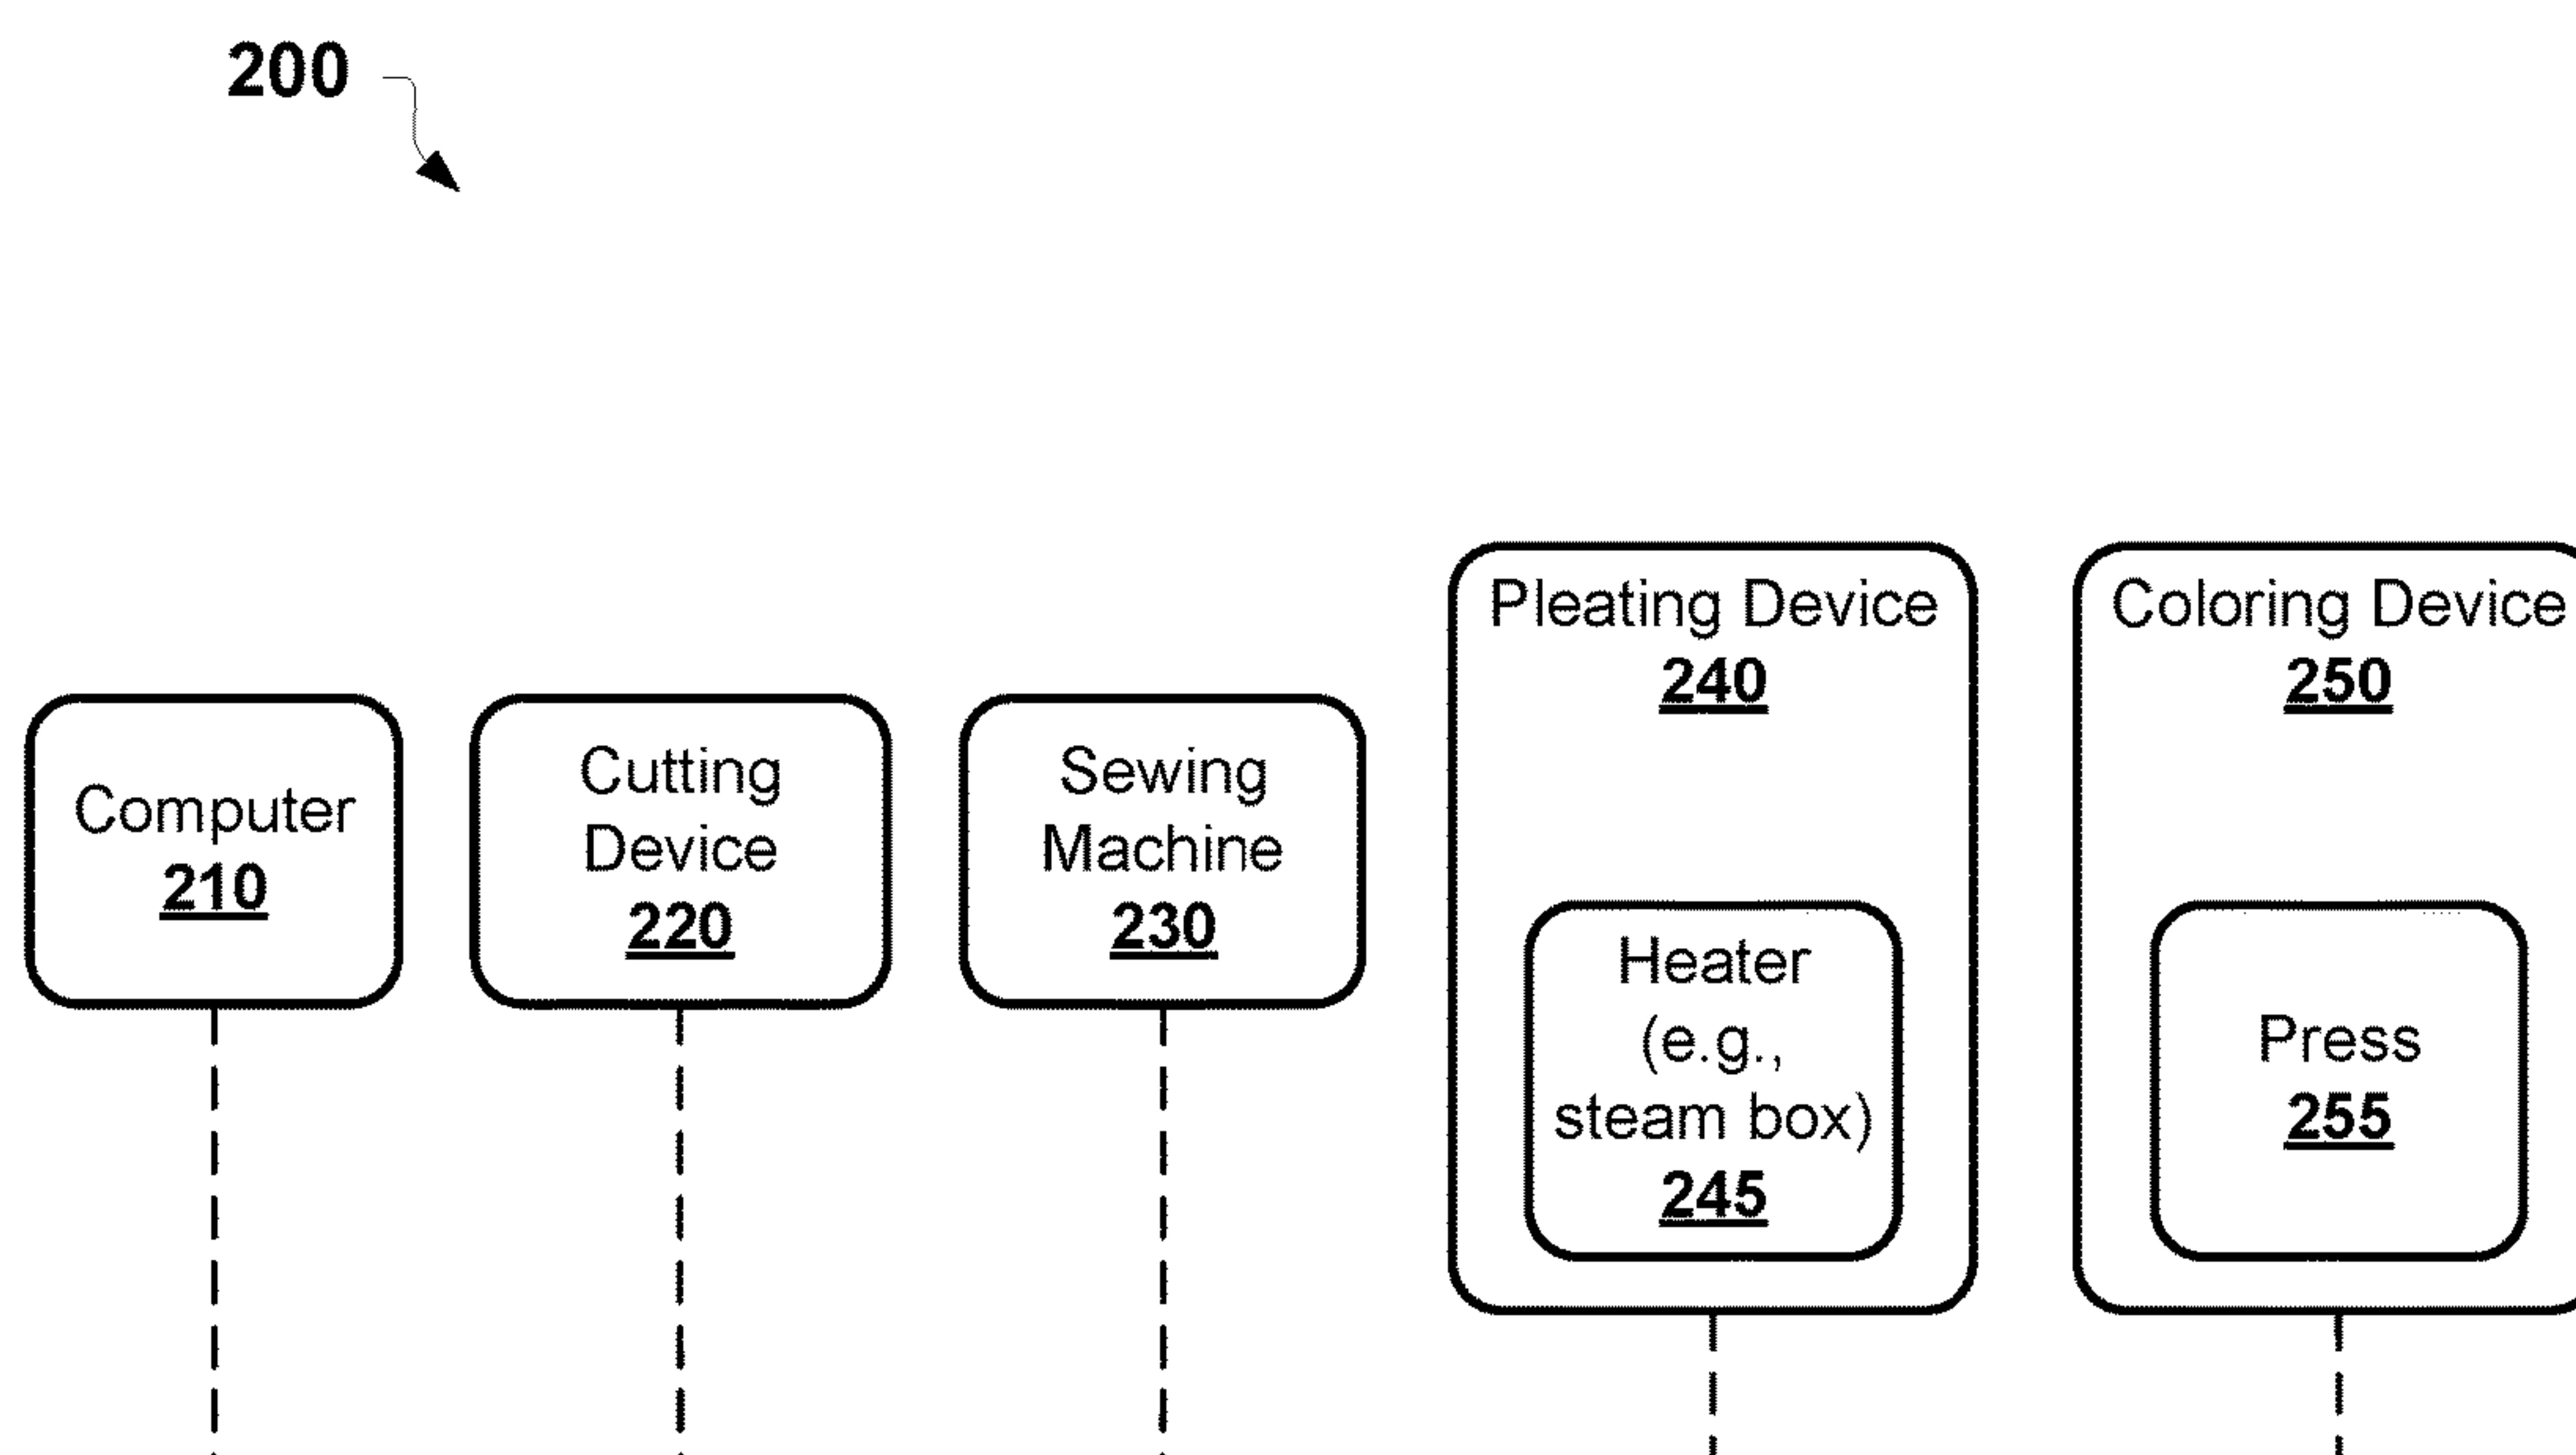 200
Computer
210
Cutting
Device
220
Sewing
Machine
230
Pleating Device
240
Heater
(e.g.,
steam box)
245
Coloring Device
250
Press
255